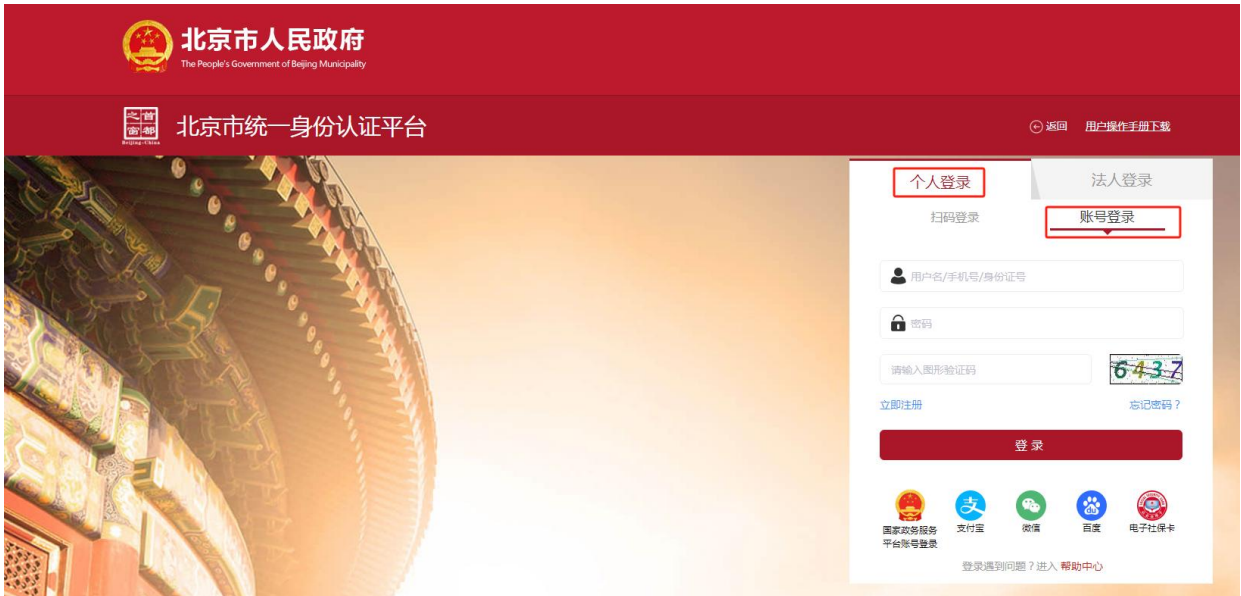 北京市人民政府
The People's Government of Beijing Municipality
首都之窗
Beijing-China
北京市统一身份认证平台
返回 用户操作手册下载
个人登录 法人登录
扫码登录 账号登录
用户名/手机号/身份证号
密码
请输入图形验证码 6437
立即注册 忘记密码？
登 录
国家政务服务平台账号登录 支付宝 微信 百度 电子社保卡
登录遇到问题？进入 帮助中心